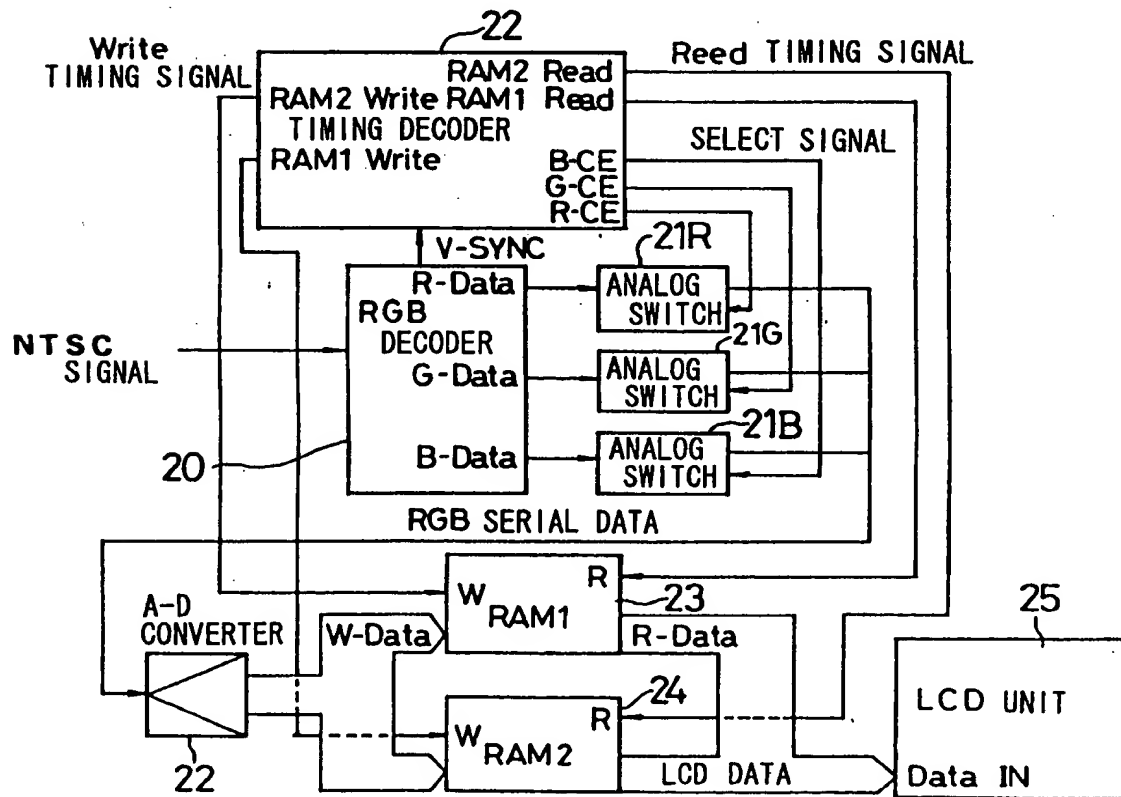 22
Write
TIMING SIGNAL
Reed TIMING SIGNAL
RAM2 Read
RAM2 Write RAM1 Read
TIMING DECODER
RAM1 Write
SELECT SIGNAL
B-CE
G-CE
R-CE
V-SYNC
21R
R-Data
ANALOG
SWITCH
RGB
DECODER
NTSC
SIGNAL
21G
G-Data
ANALOG
SWITCH
21B
20
B-Data
ANALOG
SWITCH
RGB SERIAL DATA
R
W
RAM1
23
A-D
CONVERTER
W-Data
R-Data
25
24
R
W
RAM2
LCD UNIT
22
LCD DATA
Data IN